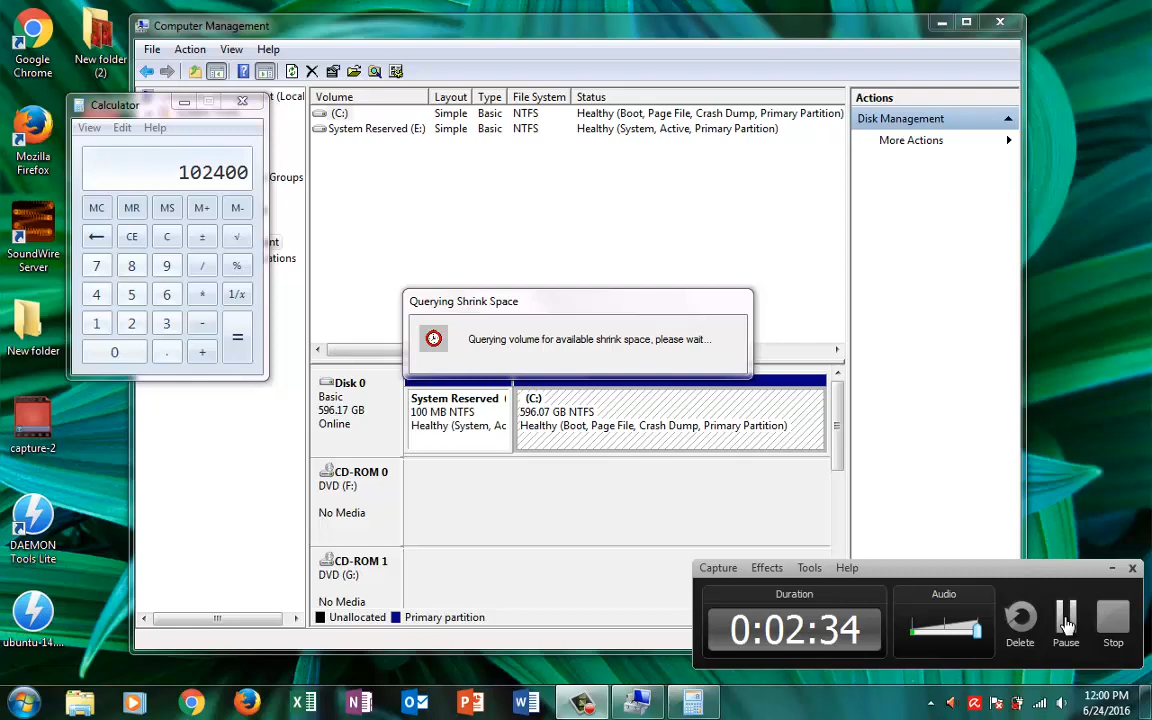 Google
Chrome
New folder
(2)
Mozilla
Firefox
SoundWire
Server
New folder
capture-2
DAEMON
Tools Lite
ubuntu-14....
Computer Management
File Action View Help
Volume Layout Type File System Status
(C:) Simple Basic NTFS Healthy (Boot, Page File, Crash Dump, Primary Partition)
System Reserved (E:) Simple Basic NTFS Healthy (System, Active, Primary Partition)
t (Local
Groups
nt
ations
Actions
Disk Management
More Actions
Calculator
View Edit Help
102400
MC MR MS M+ M-
← CE C ± √
7 8 9 / %
4 5 6 * 1/x
1 2 3 - =
0 . +
Querying Shrink Space
Querying volume for available shrink space, please wait...
Disk 0
Basic
596.17 GB
Online
System Reserved
100 MB NTFS
Healthy (System, Ac
(C:)
596.07 GB NTFS
Healthy (Boot, Page File, Crash Dump, Primary Partition)
CD-ROM 0
DVD (F:)
No Media
CD-ROM 1
DVD (G:)
No Media
Unallocated Primary partition
Capture Effects Tools Help
Duration
0:02:34
Audio
Delete Pause Stop
12:00 PM
6/24/2016